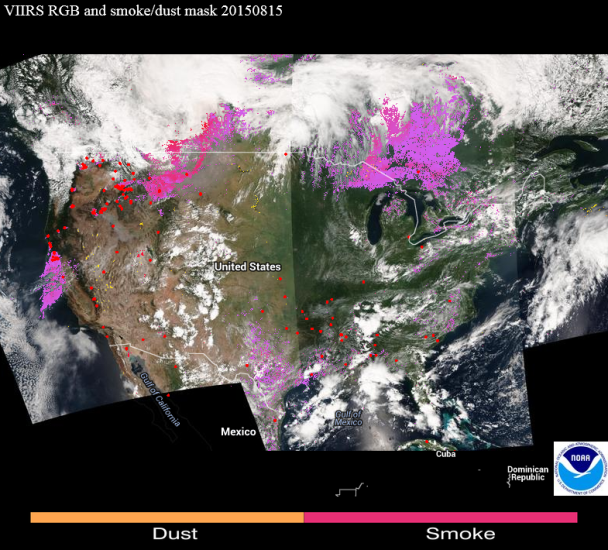 VIIRS RGB and smoke/dust mask 20150815
United States
Gulf of California
Gulf of
Mexico
Mexico
Cuba
Dominican
Republic
NOAA
Dust
Smoke